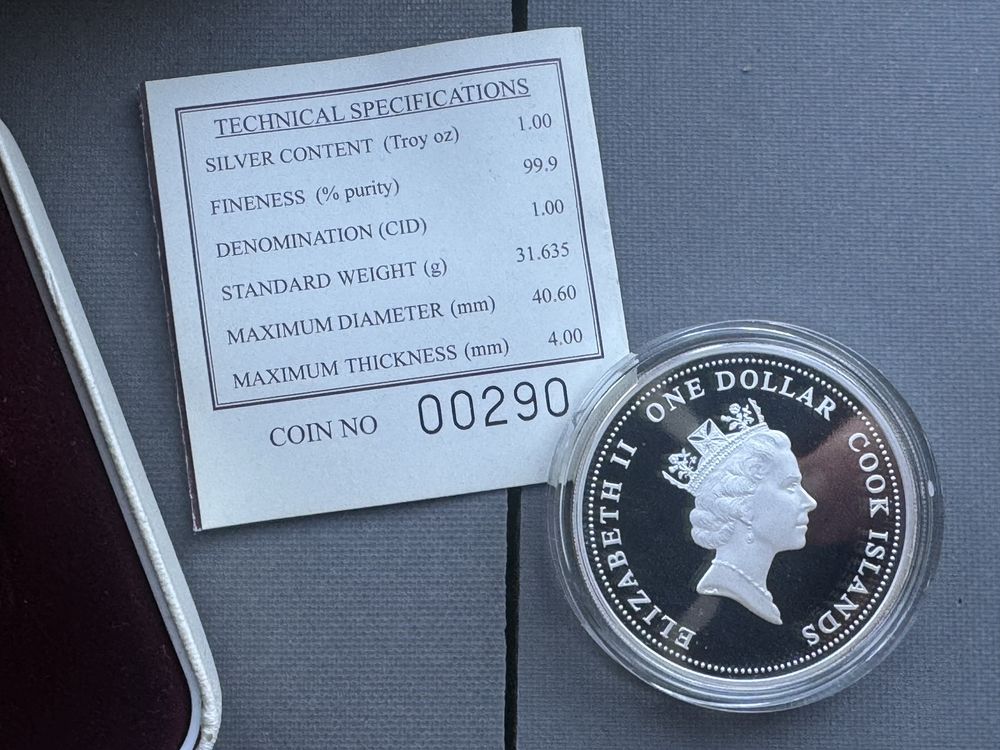 TECHNICAL SPECIFICATIONS
SILVER CONTENT (Troy oz) 1.00
FINENESS (% purity) 99.9
DENOMINATION (CID) 1.00
STANDARD WEIGHT (g) 31.635
MAXIMUM DIAMETER (mm) 40.60
MAXIMUM THICKNESS (mm) 4.00
COIN NO 00290
ELIZABETH II ONE DOLLAR COOK ISLANDS